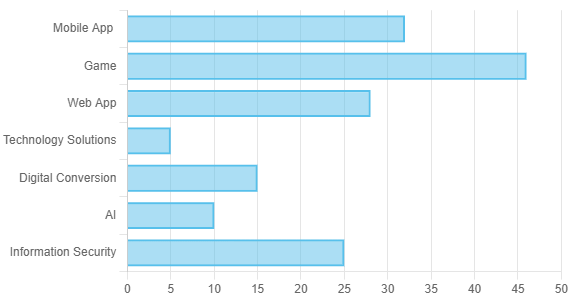 Mobile App
Game
Web App
Technology Solutions
Digital Conversion
AI
Information Security
0 5 10 15 20 25 30 35 40 45 50